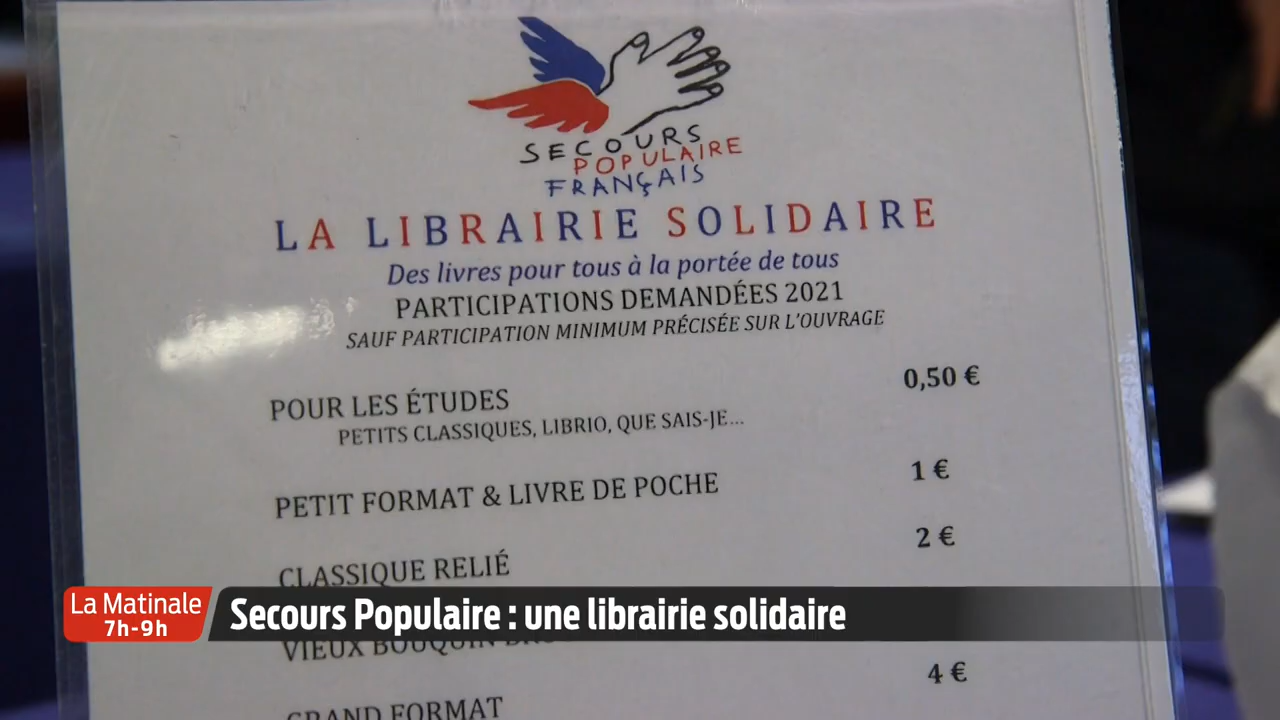 SECOURS
POPULAIRE
FRANÇAIS
LA LIBRAIRIE SOLIDAIRE
Des livres pour tous à la portée de tous
PARTICIPATIONS DEMANDÉES 2021
SAUF PARTICIPATION MINIMUM PRÉCISÉE SUR L'OUVRAGE
POUR LES ÉTUDES 0,50 €
PETITS CLASSIQUES, LIBRIO, QUE SAIS-JE...
PETIT FORMAT & LIVRE DE POCHE 1 €
CLASSIQUE RELIÉ 2 €
La Matinale
7h-9h
Secours Populaire : une librairie solidaire
VIEUX BOUQUIN
4 €
GRAND FORMAT